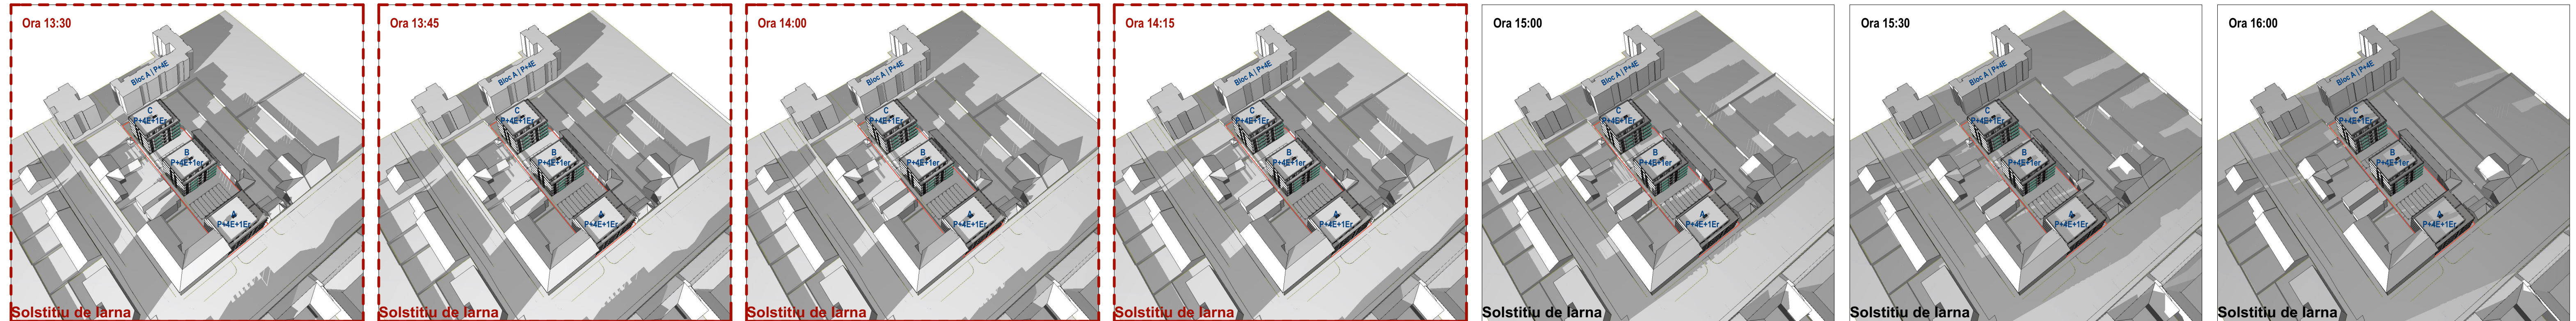 Ora 13:30
Bloc A | P+4E
C
P+4E+1Er
B
P+4E+1er
A
P+4E+1Er
Solstitiu de Iarna
Ora 13:45
Bloc A | P+4E
C
P+4E+1Er
B
P+4E+1er
A
P+4E+1Er
Solstitiu de Iarna
Ora 14:00
Bloc A | P+4E
C
P+4E+1Er
B
P+4E+1er
A
P+4E+1Er
Solstitiu de Iarna
Ora 14:15
Bloc A | P+4E
C
P+4E+1Er
B
P+4E+1er
A
P+4E+1Er
Solstitiu de Iarna
Ora 15:00
Bloc A | P+4E
C
P+4E+1Er
B
P+4E+1er
A
P+4E+1Er
Solstitiu de Iarna
Ora 15:30
Bloc A | P+4E
C
P+4E+1Er
B
P+4E+1er
A
P+4E+1Er
Solstitiu de Iarna
Ora 16:00
Bloc A | P+4E
C
P+4E+1Er
B
P+4E+1er
A
P+4E+1Er
Solstitiu de Iarna